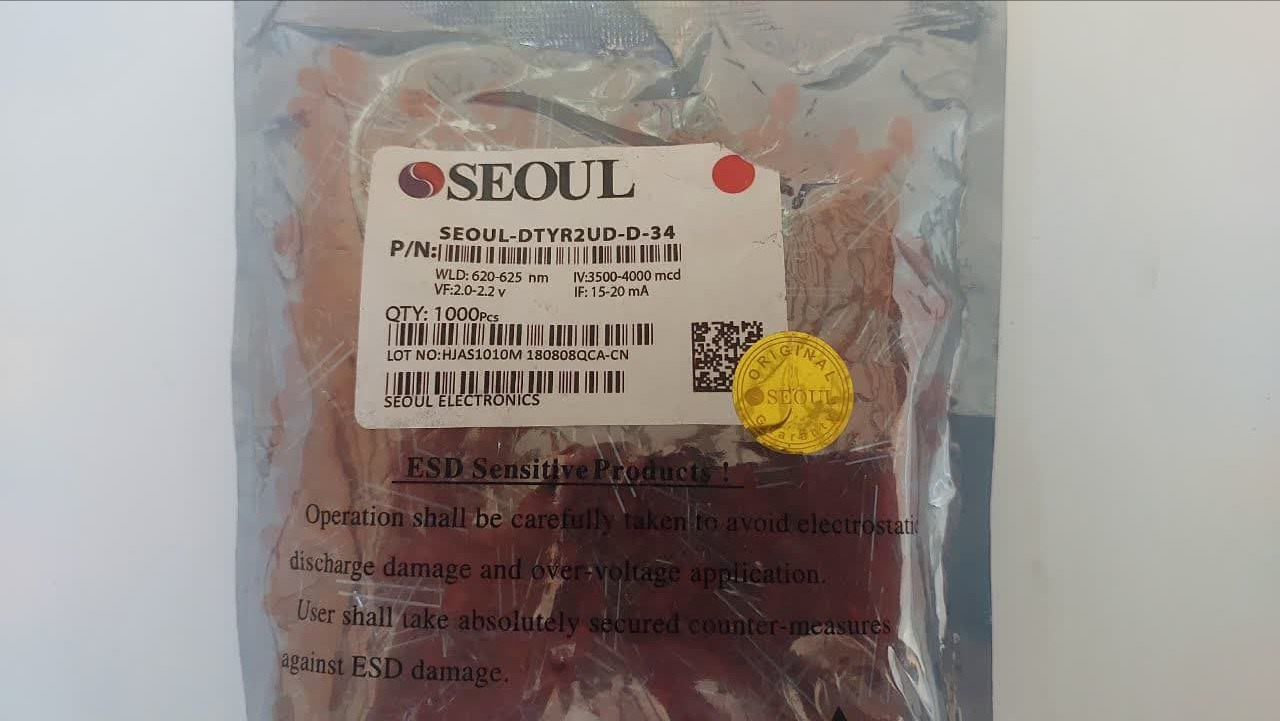 SEOUL
SEOUL-DTYR2UD-D-34
P/N:
WLD: 620-625 nm IV:3500-4000 mcd
VF:2.0-2.2 v IF: 15-20 mA
QTY: 1000Pcs
LOT NO:HJAS1010M 180808QCA-CN
SEOUL ELECTRONICS
ORIGINAL
SEOUL
Guarantee
ESD Sensitive Products !
Operation shall be carefully taken to avoid electrostatic
discharge damage and over-voltage application.
User shall take absolutely secured counter-measures
against ESD damage.